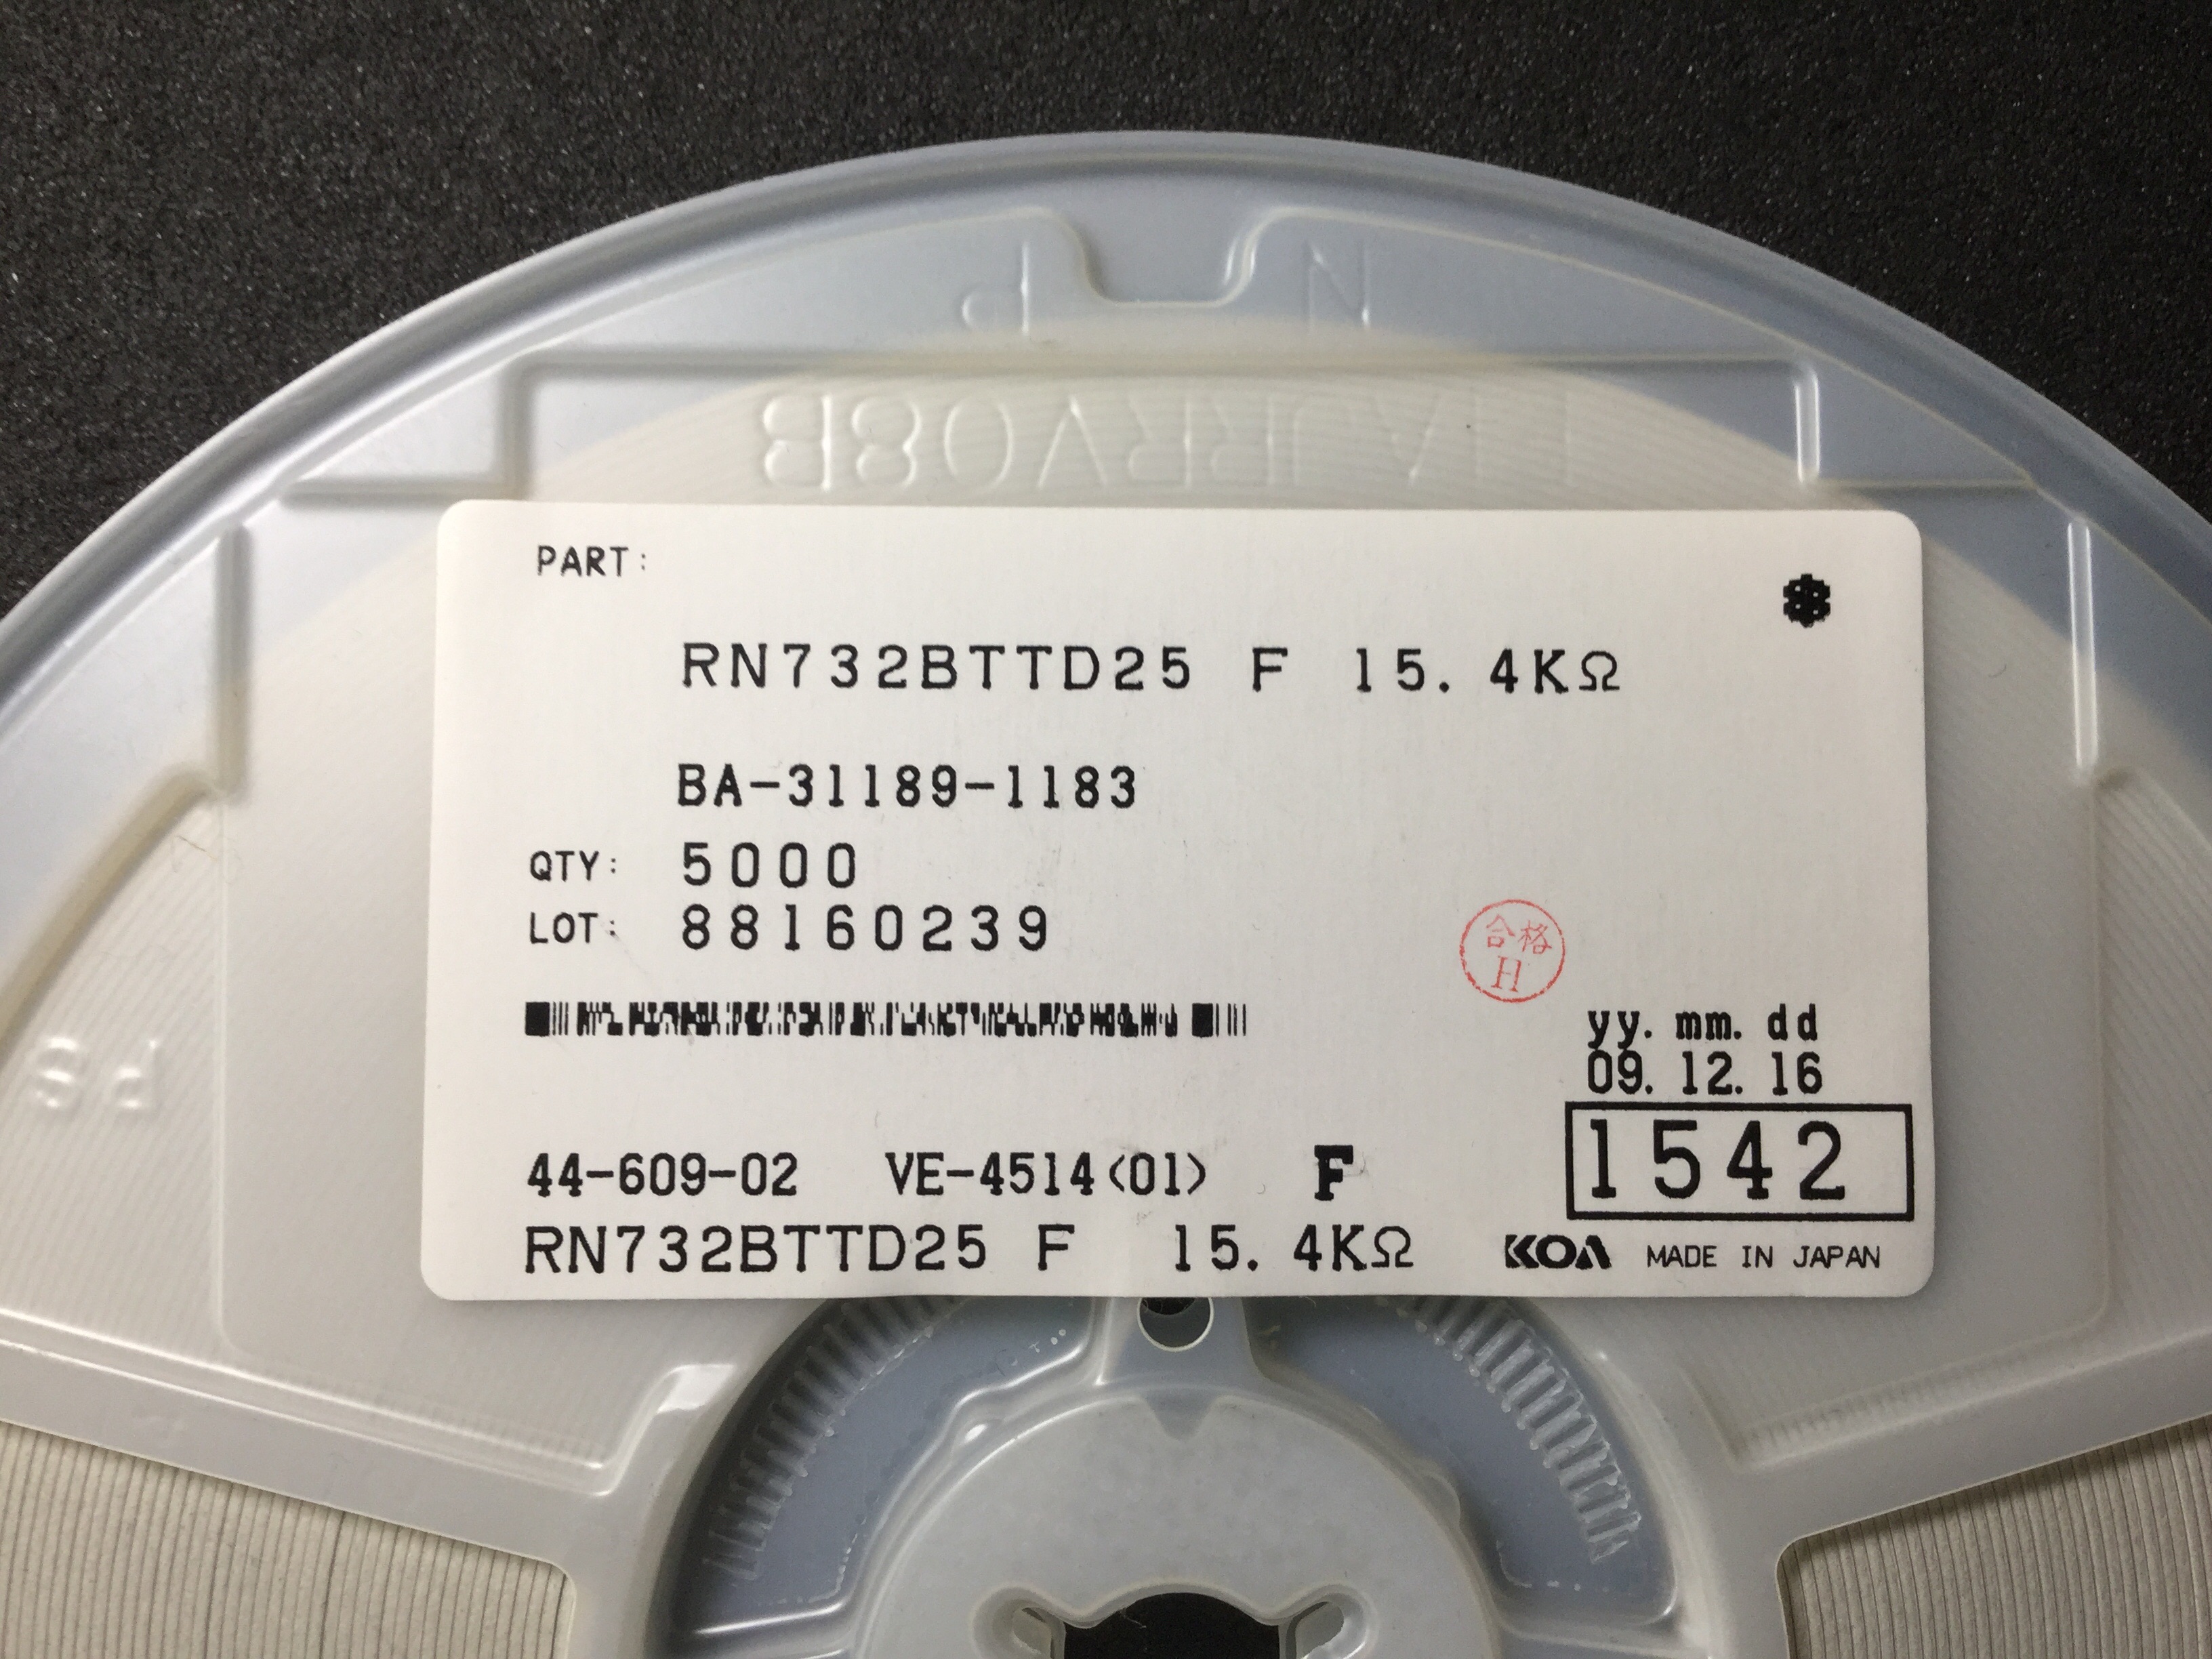 PART:
RN732BTTD25 F 15.4KΩ
BA-31189-1183
QTY: 5000
LOT: 88160239
合格
H
yy.mm.dd
09.12.16
1542
44-609-02 VE-4514(01) F
RN732BTTD25 F 15.4KΩ
KOA MADE IN JAPAN
PS